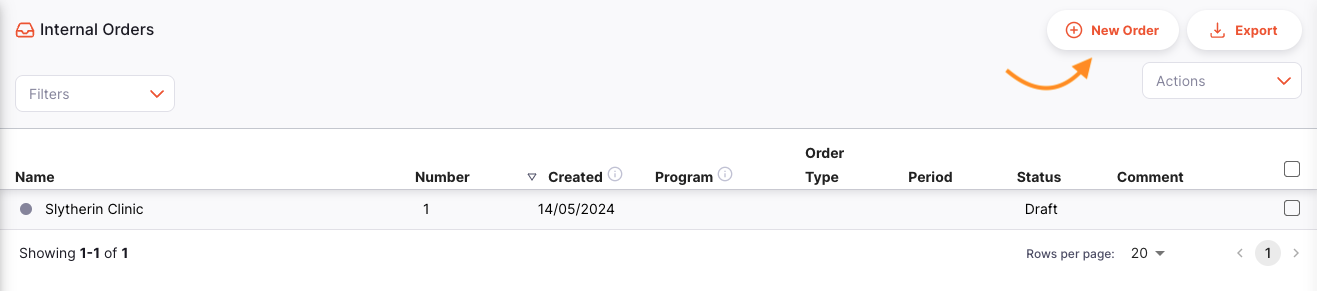 Internal Orders
New Order
Export
Filters
Actions
Name Number Created Program Order Type Period Status Comment
Slytherin Clinic 1 14/05/2024 Draft
Showing 1-1 of 1
Rows per page: 20
1